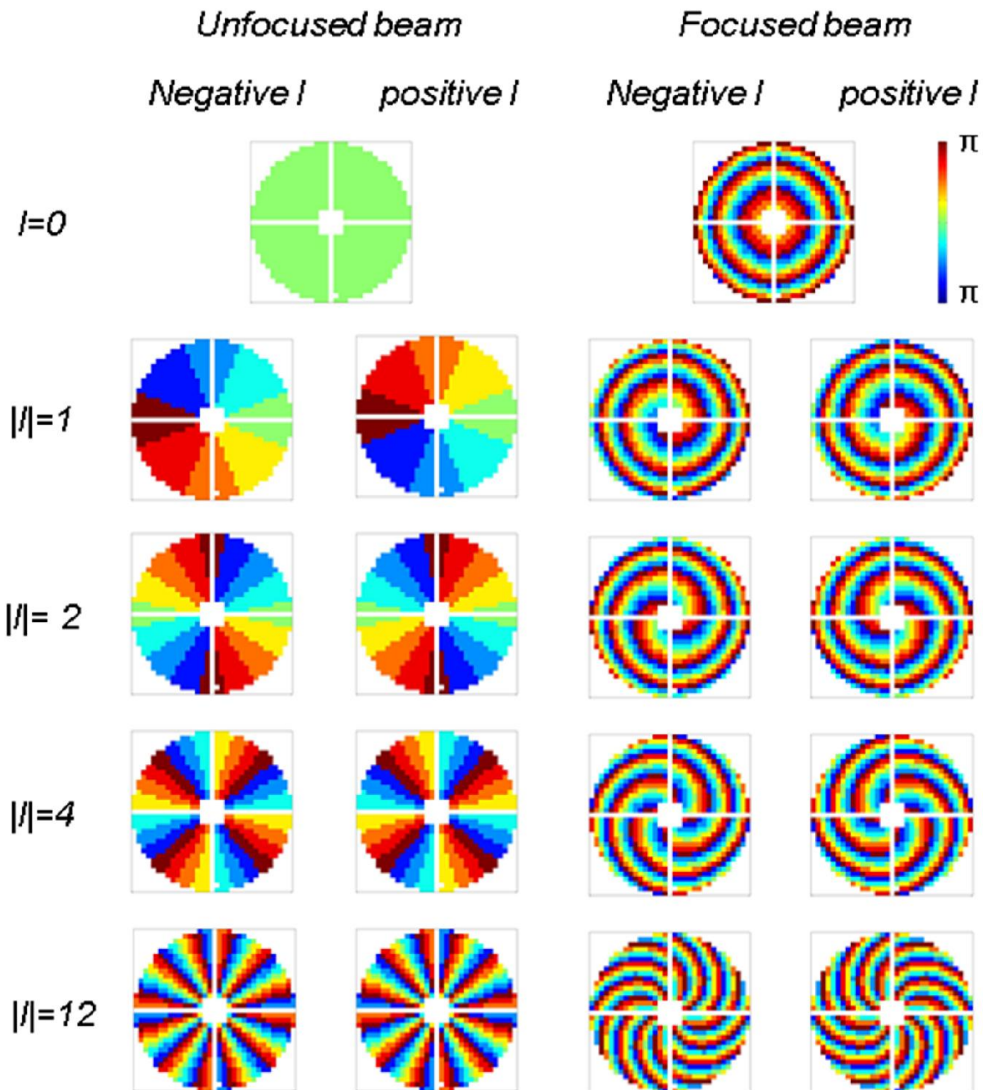 Unfocused beam Focused beam
Negative l positive l Negative l positive l
l=0
π
π
|l|=1
|l|= 2
|l|=4
|l|=12